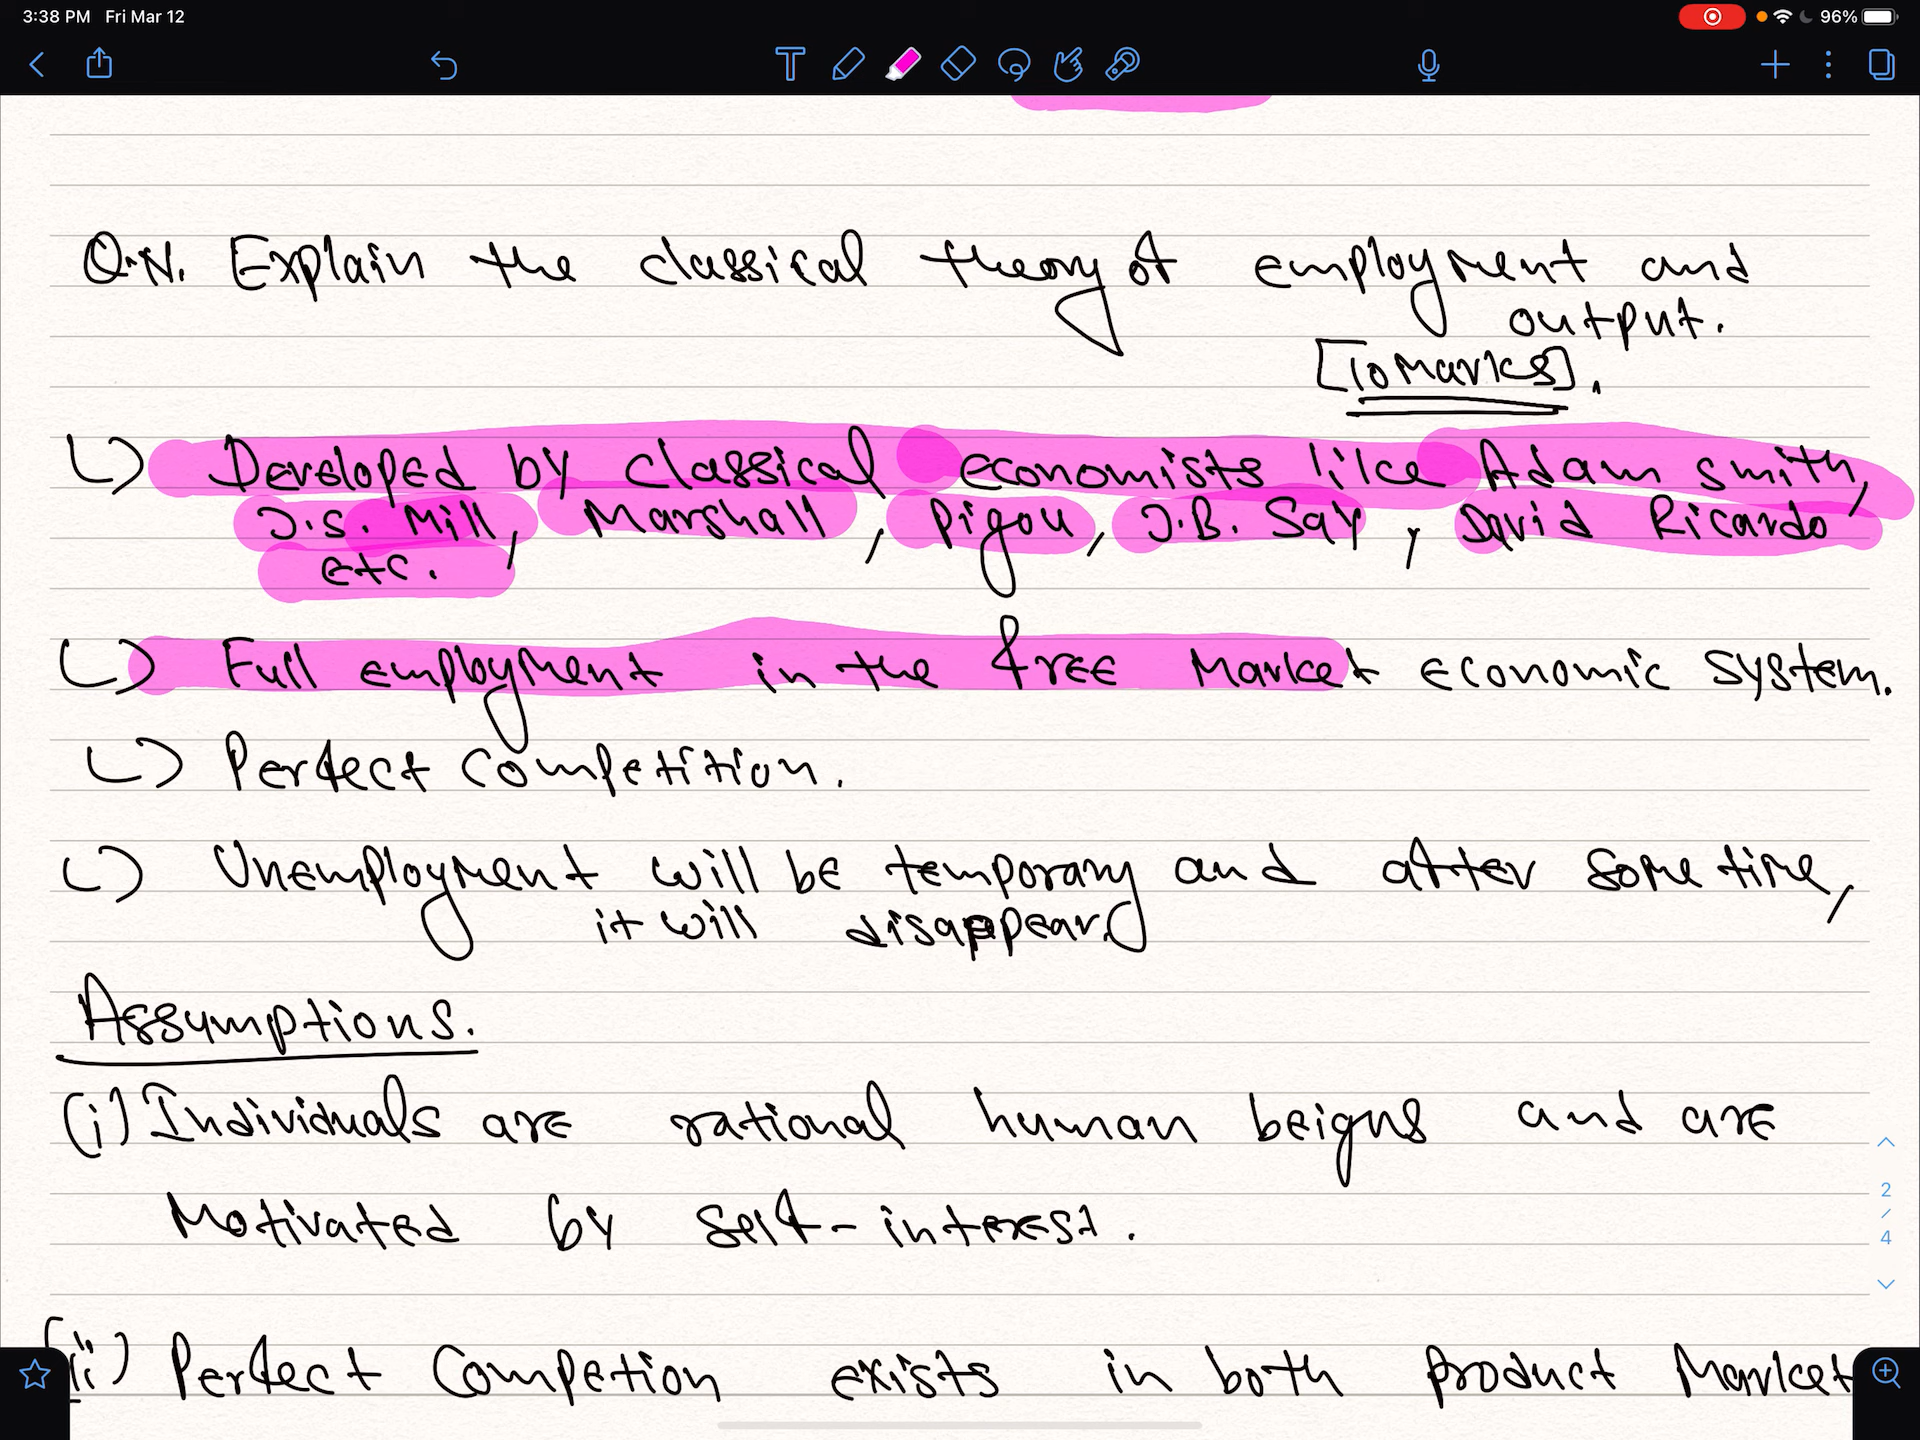 3:38 PM Fri Mar 12
96%
Q.N. Explain the classical theory of employment and
output.
[10 Marks].
Developed by classical economists like Adam smith,
J.S. Mill, Marshall, Pigou, J.B. Say, David Ricardo
etc.
Full employment in the free Market economic system.
Perfect competition.
Unemployment will be temporary and after some time,
it will disappear.
Assumptions.
(i) Individuals are rational human beigns and are
Motivated by self-interest.
2
/
4
(ii) Perfect Competion exists in both product Market